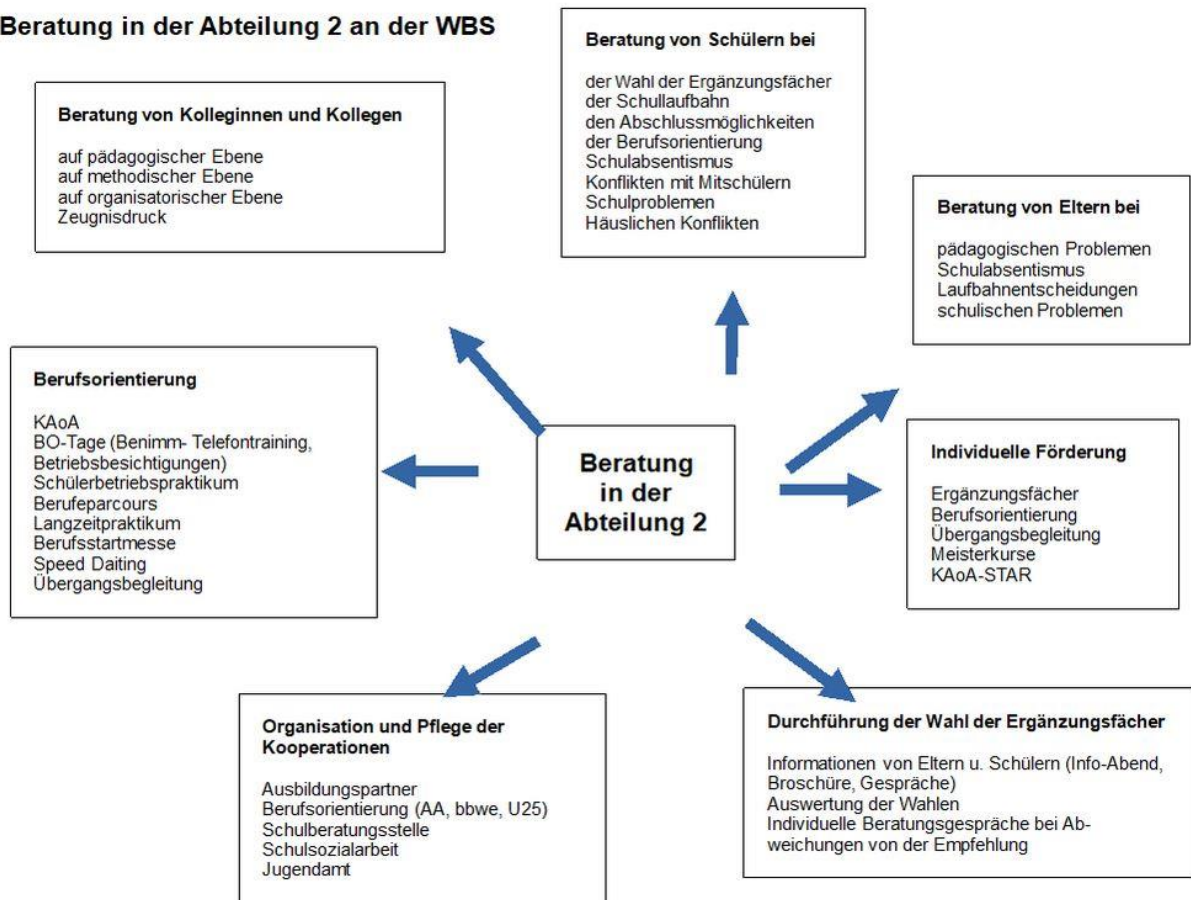 Beratung in der Abteilung 2 an der WBS
Beratung von Kolleginnen und Kollegen
auf pädagogischer Ebene
auf methodischer Ebene
auf organisatorischer Ebene
Zeugnisdruck
Beratung von Schülern bei
der Wahl der Ergänzungsfächer
der Schullaufbahn
den Abschlussmöglichkeiten
der Berufsorientierung
Schulabsentismus
Konflikten mit Mitschülern
Schulproblemen
Häuslichen Konflikten
Beratung von Eltern bei
pädagogischen Problemen
Schulabsentismus
Laufbahnentscheidungen
schulischen Problemen
Berufsorientierung
KAoA
BO-Tage (Benimm- Telefontraining,
Betriebsbesichtigungen)
Schülerbetriebspraktikum
Berufeparcours
Langzeitpraktikum
Berufsstartmesse
Speed Daiting
Übergangsbegleitung
Beratung
in der
Abteilung 2
Individuelle Förderung
Ergänzungsfächer
Berufsorientierung
Übergangsbegleitung
Meisterkurse
KAoA-STAR
Organisation und Pflege der
Kooperationen
Ausbildungspartner
Berufsorientierung (AA, bbwe, U25)
Schulberatungsstelle
Schulsozialarbeit
Jugendamt
Durchführung der Wahl der Ergänzungsfächer
Informationen von Eltern u. Schülern (Info-Abend,
Broschüre, Gespräche)
Auswertung der Wahlen
Individuelle Beratungsgespräche bei Ab-
weichungen von der Empfehlung